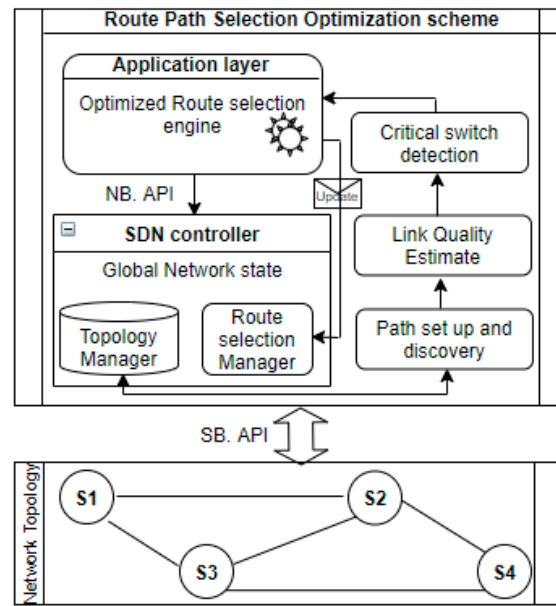 Route Path Selection Optimization scheme
Application layer
Optimized Route selection
engine
Critical switch
detection
NB. API
Update
SDN controller
Global Network state
Link Quality
Estimate
Topology
Manager
Route
selection
Manager
Path set up and
discovery
SB. API
Network Topology
S1
S2
S3
S4